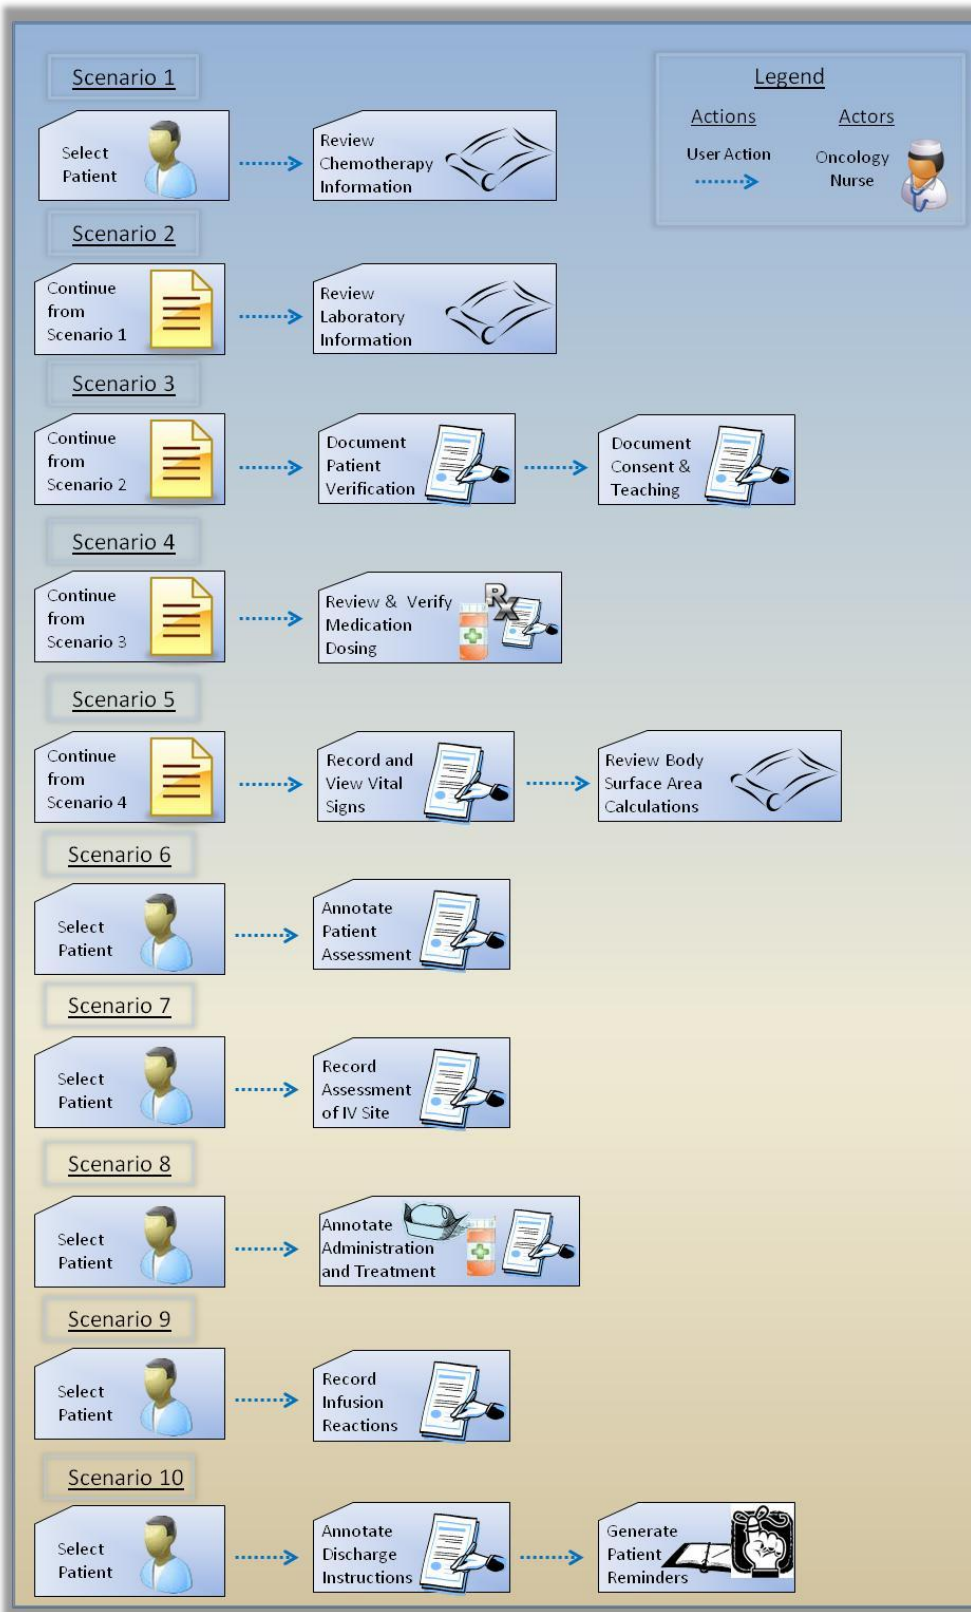 Scenario 1
Legend
Actions
Actors
User Action
Oncology
Nurse
Select
Patient
Review
Chemotherapy
Information
Scenario 2
Continue
from
Scenario 1
Review
Laboratory
Information
Scenario 3
Continue
from
Scenario 2
Document
Patient
Verification
Document
Consent &
Teaching
Scenario 4
Continue
from
Scenario 3
Review & Verify
Medication
Dosing
Rx
Scenario 5
Continue
from
Scenario 4
Record and
View Vital
Signs
Review Body
Surface Area
Calculations
Scenario 6
Select
Patient
Annotate
Patient
Assessment
Scenario 7
Select
Patient
Record
Assessment
of IV Site
Scenario 8
Select
Patient
Annotate
Administration
and Treatment
Scenario 9
Select
Patient
Record
Infusion
Reactions
Scenario 10
Select
Patient
Annotate
Discharge
Instructions
Generate
Patient
Reminders